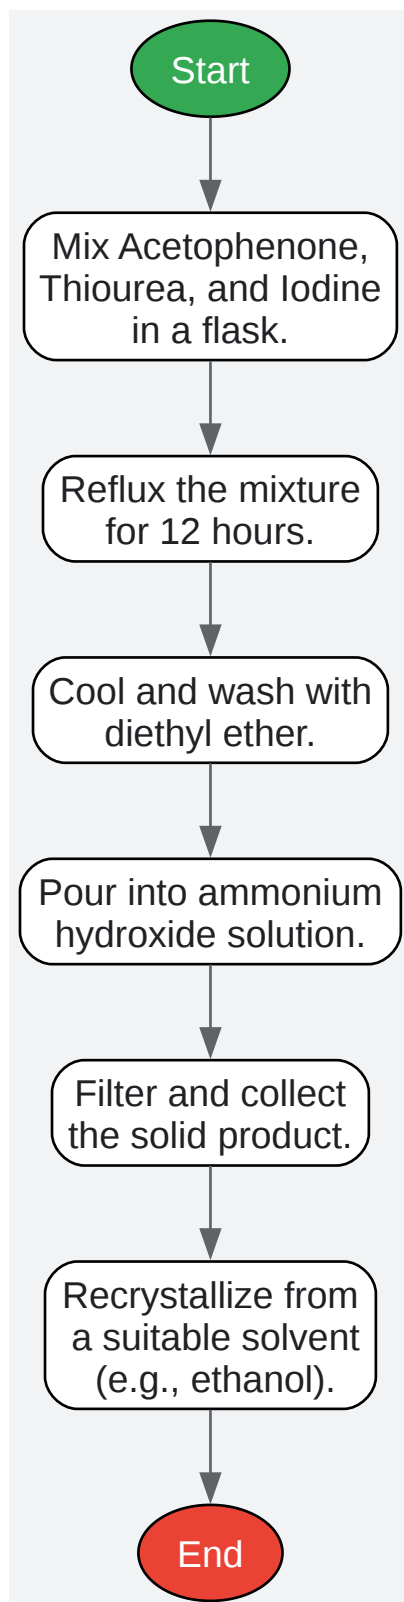 Start
Mix Acetophenone,
Thiourea, and Iodine
in a flask.
Reflux the mixture
for 12 hours.
Cool and wash with
diethyl ether.
Pour into ammonium
hydroxide solution.
Filter and collect
the solid product.
Recrystallize from
a suitable solvent
(e.g., ethanol).
End